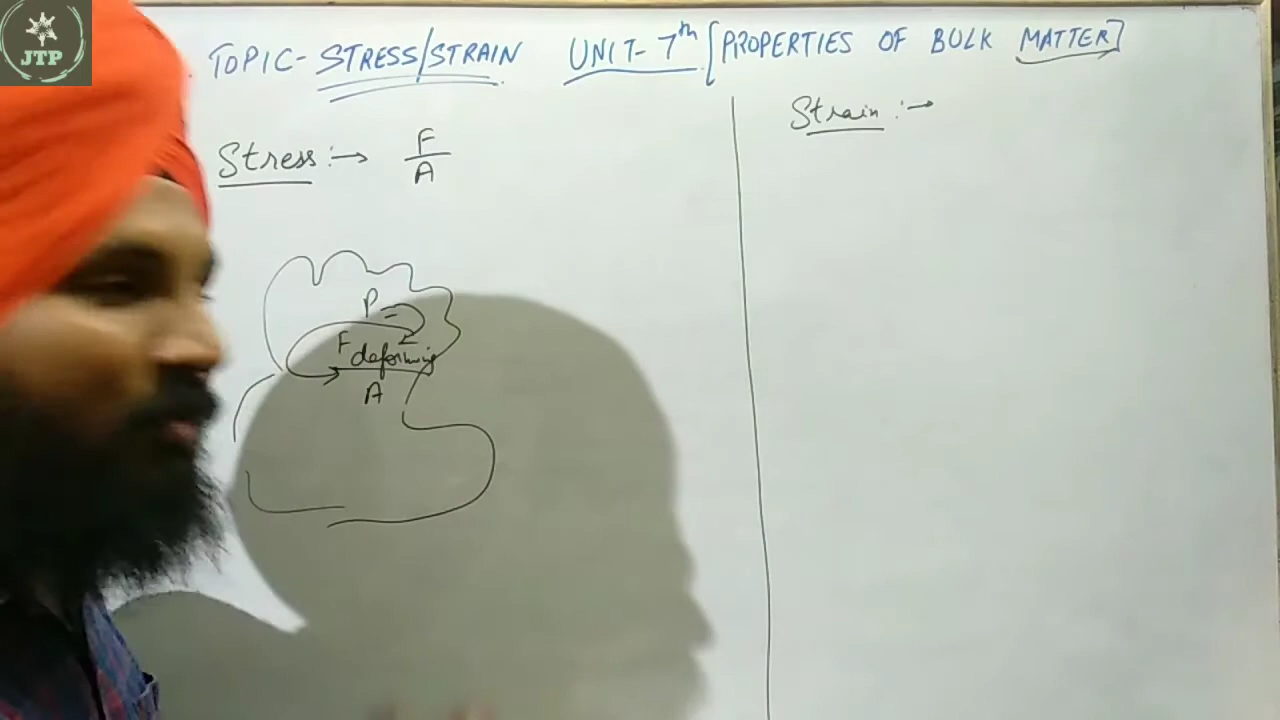 JTP
TOPIC- STRESS/STRAIN UNIT- 7th [PROPERTIES OF BULK MATTER]
Stress :→ F
A
P =
F deforming
A
Strain :→